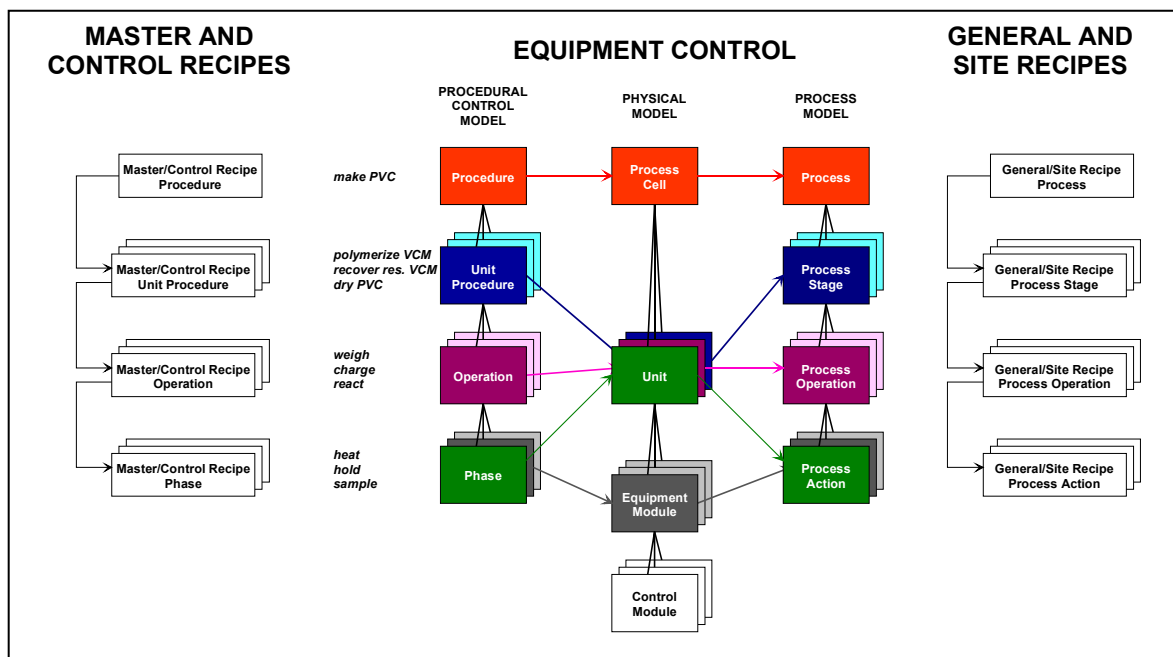 MASTER AND
CONTROL RECIPES
EQUIPMENT CONTROL
GENERAL AND
SITE RECIPES
PROCEDURAL
CONTROL
MODEL
PHYSICAL
MODEL
PROCESS
MODEL
Master/Control Recipe
Procedure
make PVC
Procedure
Process
Cell
Process
General/Site Recipe
Process
Master/Control Recipe
Unit Procedure
polymerize VCM
recover res. VCM
dry PVC
Unit
Procedure
Process
Stage
General/Site Recipe
Process Stage
Master/Control Recipe
Operation
weigh
charge
react
Operation
Unit
Process
Operation
General/Site Recipe
Process Operation
Master/Control Recipe
Phase
heat
hold
sample
Phase
Equipment
Module
Process
Action
General/Site Recipe
Process Action
Control
Module